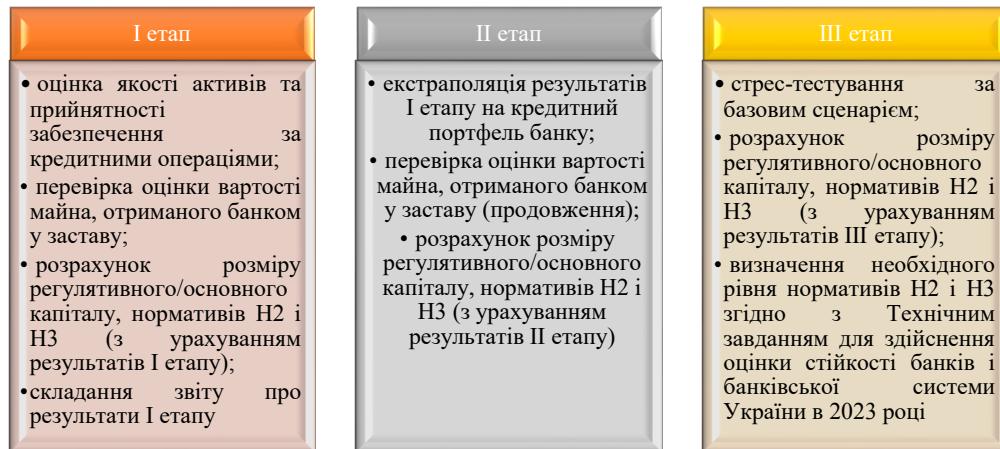 I етап
• оцінка якості активів та
прийнятності
забезпечення за
кредитними операціями;
• перевірка оцінки вартості
майна, отриманого банком
у заставу;
• розрахунок розміру
регулятивного/основного
капіталу, нормативів Н2 і
Н3 (з урахуванням
результатів I етапу);
•складання звіту про
результати I етапу
II етап
• екстраполяція результатів
I етапу на кредитний
портфель банку;
• перевірка оцінки вартості
майна, отриманого банком
у заставу (продовження);
• розрахунок розміру
регулятивного/основного
капіталу, нормативів Н2 і
Н3 (з урахуванням
результатів II етапу)
III етап
• стрес-тестування за
базовим сценарієм;
• розрахунок розміру
регулятивного/основного
капіталу, нормативів Н2 і
Н3 (з урахуванням
результатів III етапу);
• визначення необхідного
рівня нормативів Н2 і Н3
згідно з Технічним
завданням для здійснення
оцінки стійкості банків і
банківської системи
України в 2023 році